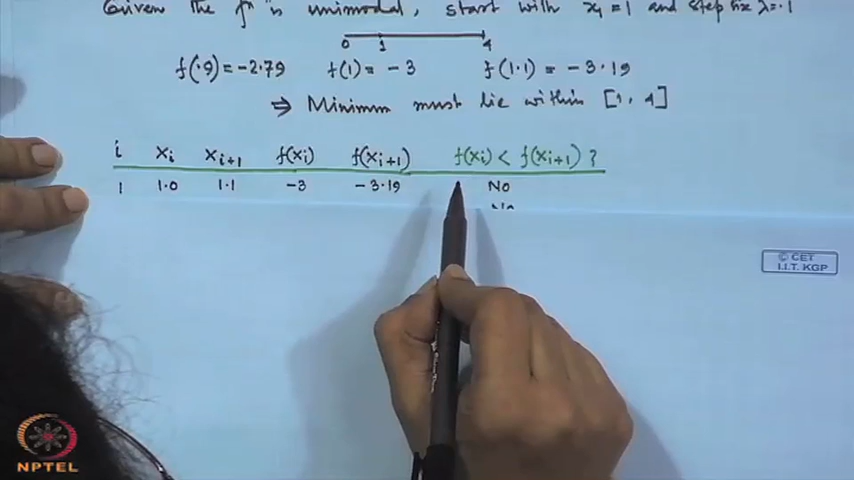 Given the fⁿ is unimodal, start with x₁=1 and step size λ=·1
0 1 4
f(·9)=-2·79 f(1)=-3 f(1·1)=-3·19
⇒ Minimum must lie within [1, 4]
i xi xi+1 f(xi) f(xi+1) f(xi) < f(xi+1) ?
1 1·0 1·1 -3 -3·19 No
© CET
I.I.T. KGP
NPTEL